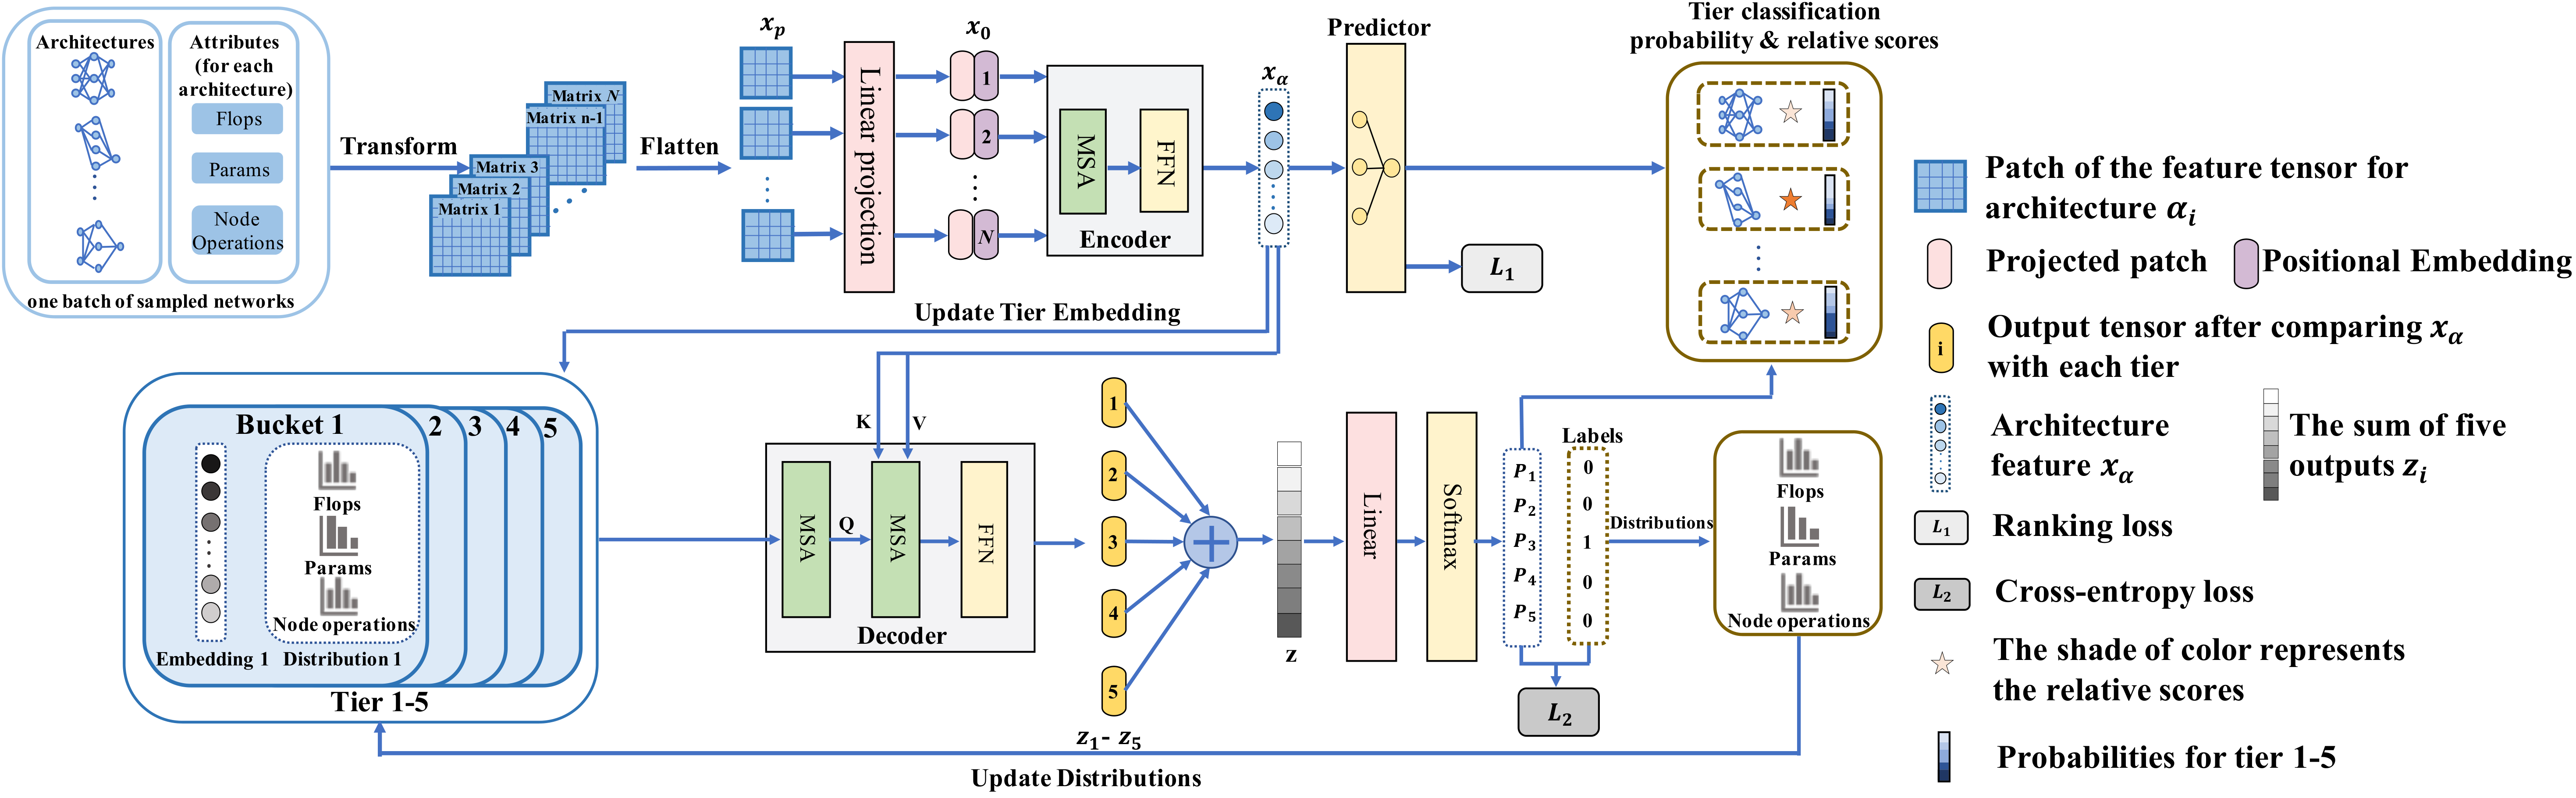 Architectures
Attributes
(for each
architecture)
Flops
Params
Node
Operations
one batch of sampled networks
Transform
Matrix 1
Matrix 2
Matrix 3
Matrix n-1
Matrix N
Flatten
x_p
Linear projection
x_0
1
2
N
MSA
FFN
Encoder
x_α
Predictor
L_1
Tier classification
probability & relative scores
Update Tier Embedding
Bucket 1
2
3
4
5
Flops
Params
Node operations
Embedding 1
Distribution 1
Tier 1-5
K
V
MSA
Q
MSA
FFN
Decoder
1
2
3
4
5
z_1 - z_5
z
Linear
Softmax
P_1
P_2
P_3
P_4
P_5
Labels
0
0
1
0
0
L_2
Distributions
Flops
Params
Node operations
Update Distributions
Patch of the feature tensor for
architecture α_i
Projected patch
Positional Embedding
i
Output tensor after comparing x_α
with each tier
Architecture
feature x_α
The sum of five
outputs z_i
L_1
Ranking loss
L_2
Cross-entropy loss
The shade of color represents
the relative scores
Probabilities for tier 1-5